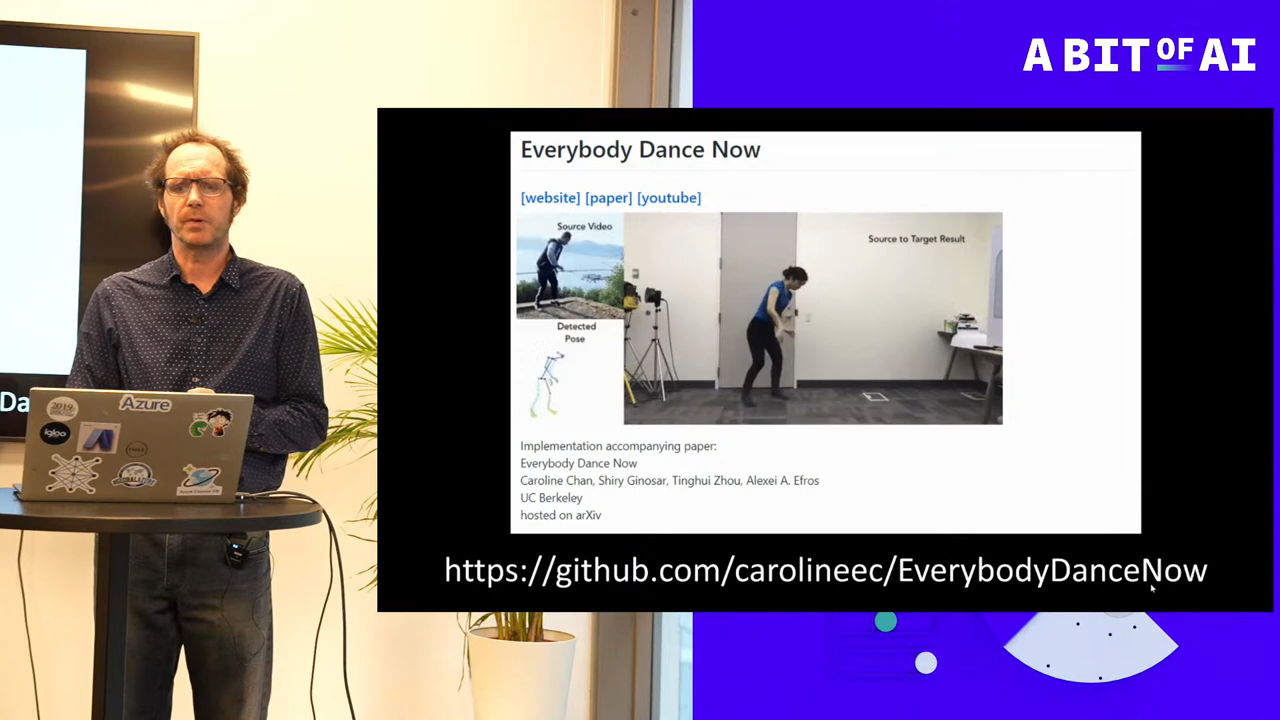 A BIT OF AI
Everybody Dance Now
[website] [paper] [youtube]
Source Video
Source to Target Result
Detected
Pose
Implementation accompanying paper:
Everybody Dance Now
Caroline Chan, Shiry Ginosar, Tinghui Zhou, Alexei A. Efros
UC Berkeley
hosted on arXiv
https://github.com/carolineec/EverybodyDanceNow
Da
Azure
2019
igloo